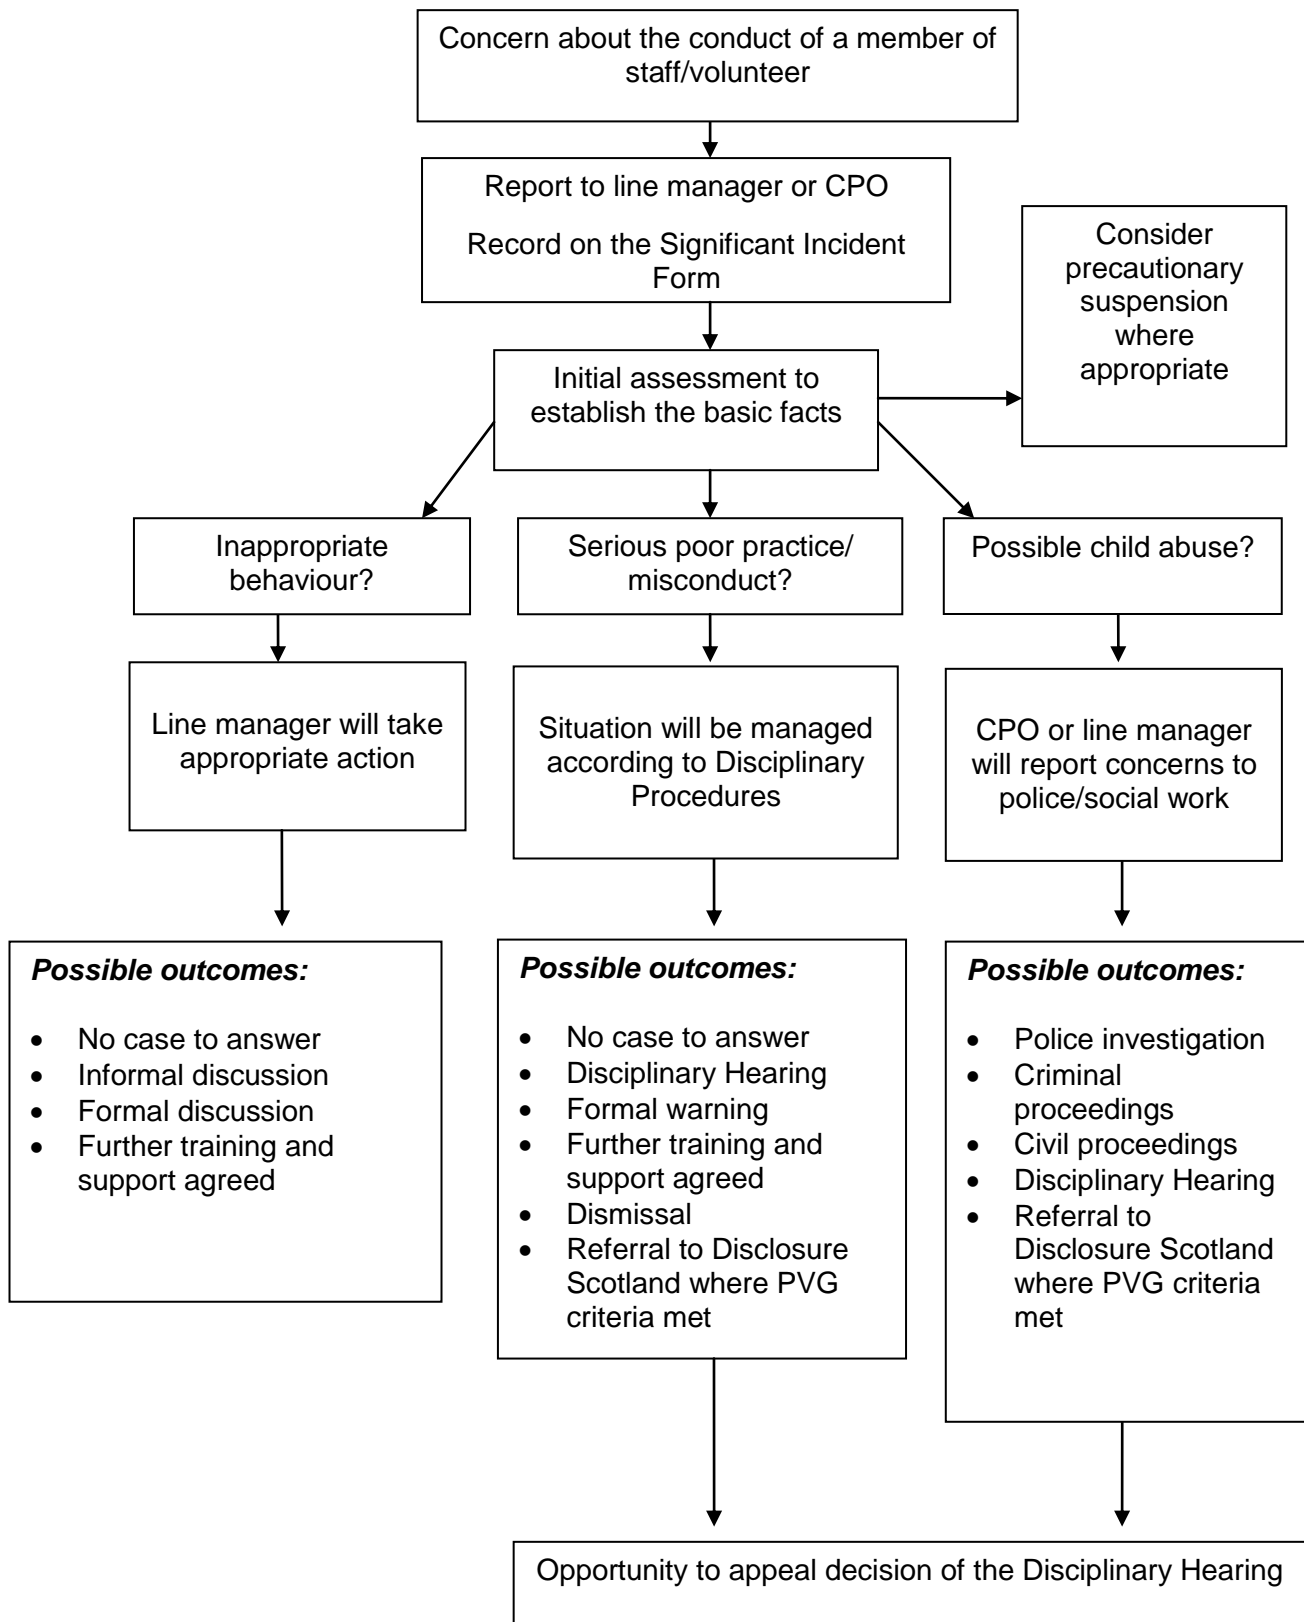 Concern about the conduct of a member of
staff/volunteer
Report to line manager or CPO
Record on the Significant Incident
Form
Consider
precautionary
suspension
where
appropriate
Initial assessment to
establish the basic facts
Inappropriate
behaviour?
Serious poor practice/
misconduct?
Possible child abuse?
Line manager will take
appropriate action
Situation will be managed
according to Disciplinary
Procedures
CPO or line manager
will report concerns to
police/social work
Possible outcomes:
• No case to answer
• Informal discussion
• Formal discussion
• Further training and
support agreed
Possible outcomes:
• No case to answer
• Disciplinary Hearing
• Formal warning
• Further training and
support agreed
• Dismissal
• Referral to Disclosure
Scotland where PVG
criteria met
Possible outcomes:
• Police investigation
• Criminal
proceedings
• Civil proceedings
• Disciplinary Hearing
• Referral to
Disclosure Scotland
where PVG criteria
met
Opportunity to appeal decision of the Disciplinary Hearing